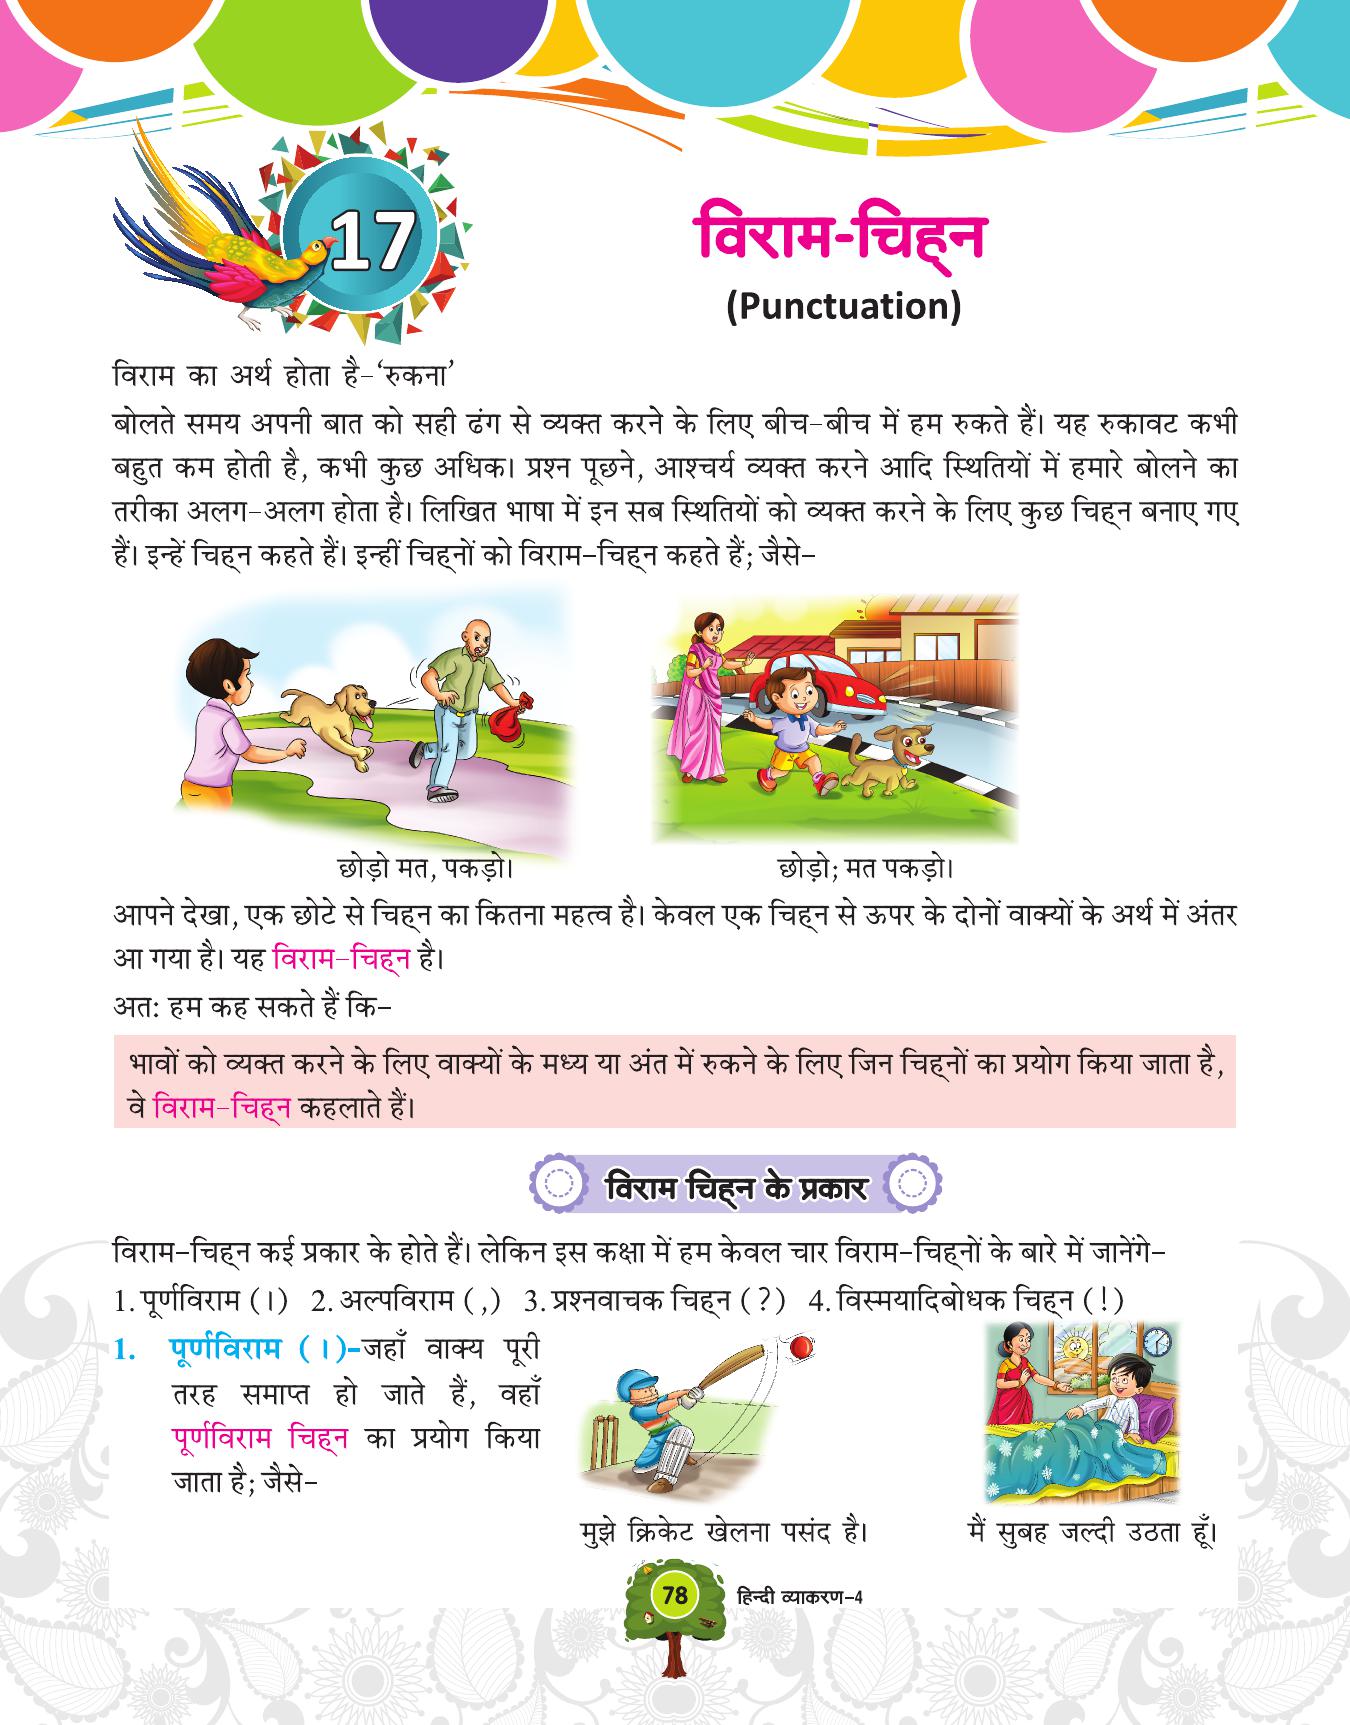 17
विराम-चिह्न
(Punctuation)
विराम का अर्थ होता है-‘रुकना’
बोलते समय अपनी बात को सही ढंग से व्यक्त करने के लिए बीच-बीच में हम रुकते हैं। यह रुकावट कभी
बहुत कम होती है, कभी कुछ अधिक। प्रश्न पूछने, आश्चर्य व्यक्त करने आदि स्थितियों में हमारे बोलने का
तरीका अलग-अलग होता है। लिखित भाषा में इन सब स्थितियों को व्यक्त करने के लिए कुछ चिह्न बनाए गए
हैं। इन्हें चिह्न कहते हैं। इन्हीं चिह्नों को विराम-चिह्न कहते हैं; जैसे-
छोड़ो मत, पकड़ो।
छोड़ो; मत पकड़ो।
आपने देखा, एक छोटे से चिह्न का कितना महत्व है। केवल एक चिह्न से ऊपर के दोनों वाक्यों के अर्थ में अंतर
आ गया है। यह विराम-चिह्न है।
अत: हम कह सकते हैं कि-
भावों को व्यक्त करने के लिए वाक्यों के मध्य या अंत में रुकने के लिए जिन चिह्नों का प्रयोग किया जाता है,
वे विराम-चिह्न कहलाते हैं।
विराम चिह्न के प्रकार
विराम-चिह्न कई प्रकार के होते हैं। लेकिन इस कक्षा में हम केवल चार विराम-चिह्नों के बारे में जानेंगे-
1. पूर्णविराम (।) 2. अल्पविराम (,) 3. प्रश्नवाचक चिह्न (?) 4. विस्मयादिबोधक चिह्न (!)
1. पूर्णविराम (।)-जहाँ वाक्य पूरी
तरह समाप्त हो जाते हैं, वहाँ
पूर्णविराम चिह्न का प्रयोग किया
जाता है; जैसे-
मुझे क्रिकेट खेलना पसंद है।
मैं सुबह जल्दी उठता हूँ।
78 हिन्दी व्याकरण-4